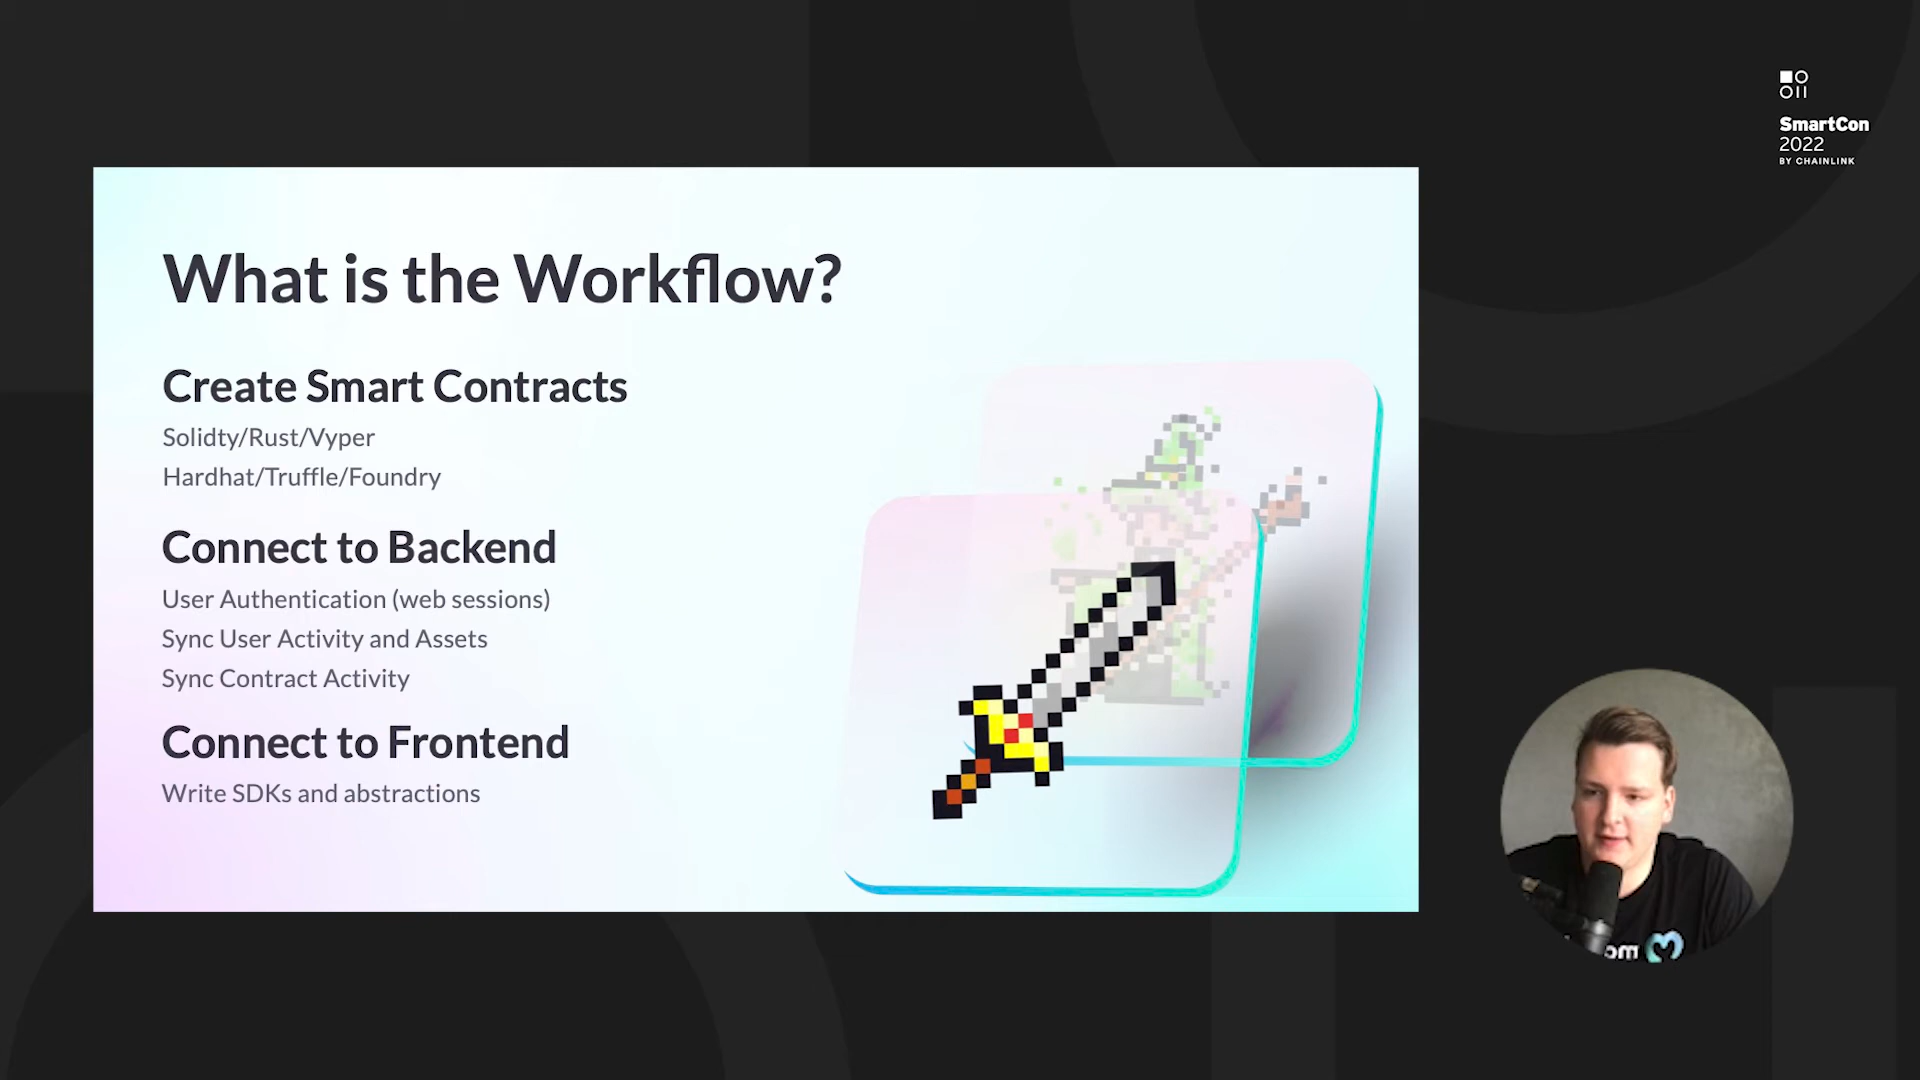 SmartCon
2022
BY CHAINLINK
What is the Workflow?
Create Smart Contracts
Solidty/Rust/Vyper
Hardhat/Truffle/Foundry
Connect to Backend
User Authentication (web sessions)
Sync User Activity and Assets
Sync Contract Activity
Connect to Frontend
Write SDKs and abstractions